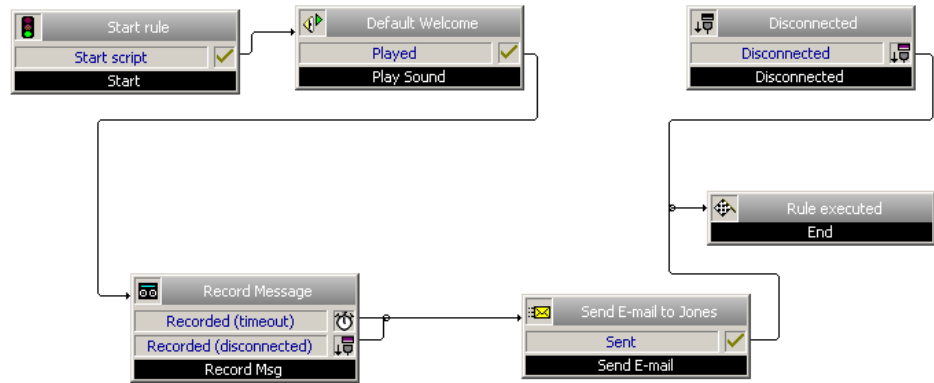 Start rule
Start script
Start
Default Welcome
Played
Play Sound
Disconnected
Disconnected
Disconnected
Rule executed
End
Record Message
Recorded (timeout)
Recorded (disconnected)
Record Msg
Send E-mail to Jones
Sent
Send E-mail